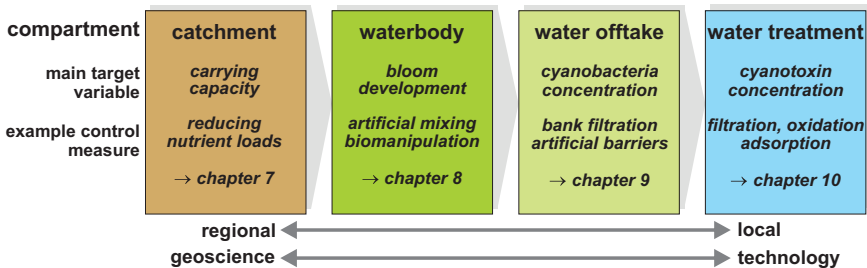 compartment catchment waterbody water offtake water treatment
main target carrying bloom cyanobacteria cyanotoxin
variable capacity development concentration concentration
example control reducing artificial mixing bank filtration filtration, oxidation
measure nutrient loads biomanipulation artificial barriers adsorption
→ chapter 7 → chapter 8 → chapter 9 → chapter 10
regional local
geoscience technology